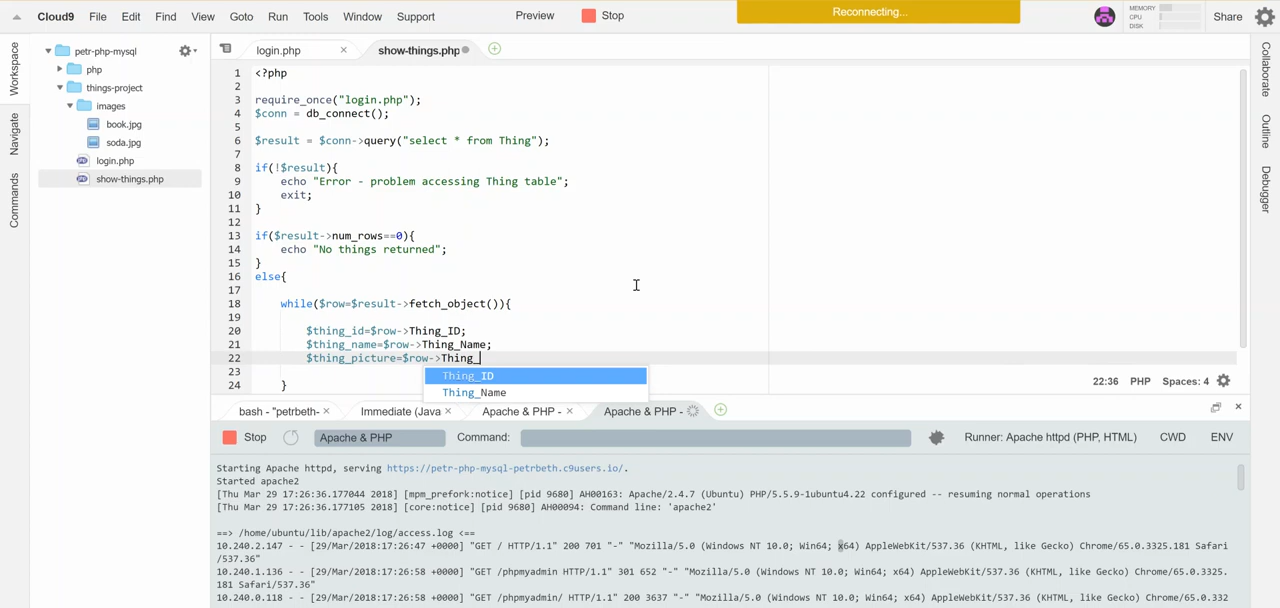 Cloud9 File Edit Find View Goto Run Tools Window Support Preview Stop Reconnecting... MEMORY CPU DISK Share
Workspace
Navigate
Commands
petr-php-mysql
php
things-project
images
book.jpg
soda.jpg
login.php
show-things.php
login.php × show-things.php
1 <?php
2
3 require_once("login.php");
4 $conn = db_connect();
5
6 $result = $conn->query("select * from Thing");
7
8 if(!$result){
9 echo "Error - problem accessing Thing table";
10 exit;
11 }
12
13 if($result->num_rows==0){
14 echo "No things returned";
15 }
16 else{
17
18 while($row=$result->fetch_object()){
19
20 $thing_id=$row->Thing_ID;
21 $thing_name=$row->Thing_Name;
22 $thing_picture=$row->Thing_
23 Thing_ID
Thing_Name
24 }
22:36 PHP Spaces: 4
Collaborate
Outline
Debugger
bash - "petrbeth- × Immediate (Java × Apache & PHP - × Apache & PHP -
Stop Apache & PHP Command: Runner: Apache httpd (PHP, HTML) CWD ENV
Starting Apache httpd, serving https://petr-php-mysql-petrbeth.c9users.io/.
Started apache2
[Thu Mar 29 17:26:36.177044 2018] [mpm_prefork:notice] [pid 9680] AH00163: Apache/2.4.7 (Ubuntu) PHP/5.5.9-1ubuntu4.22 configured -- resuming normal operations
[Thu Mar 29 17:26:36.177105 2018] [core:notice] [pid 9680] AH00094: Command line: 'apache2'
==> /home/ubuntu/lib/apache2/log/access.log <==
10.240.2.147 - - [29/Mar/2018:17:26:47 +0000] "GET / HTTP/1.1" 200 701 "-" "Mozilla/5.0 (Windows NT 10.0; Win64; x64) AppleWebKit/537.36 (KHTML, like Gecko) Chrome/65.0.3325.181 Safari
/537.36"
10.240.1.136 - - [29/Mar/2018:17:26:58 +0000] "GET /phpmyadmin HTTP/1.1" 301 652 "-" "Mozilla/5.0 (Windows NT 10.0; Win64; x64) AppleWebKit/537.36 (KHTML, like Gecko) Chrome/65.0.3325.
181 Safari/537.36"
10.240.0.118 - - [29/Mar/2018:17:26:58 +0000] "GET /phpmyadmin/ HTTP/1.1" 200 3637 "-" "Mozilla/5.0 (Windows NT 10.0; Win64; x64) AppleWebKit/537.36 (KHTML, like Gecko) Chrome/65.0.332